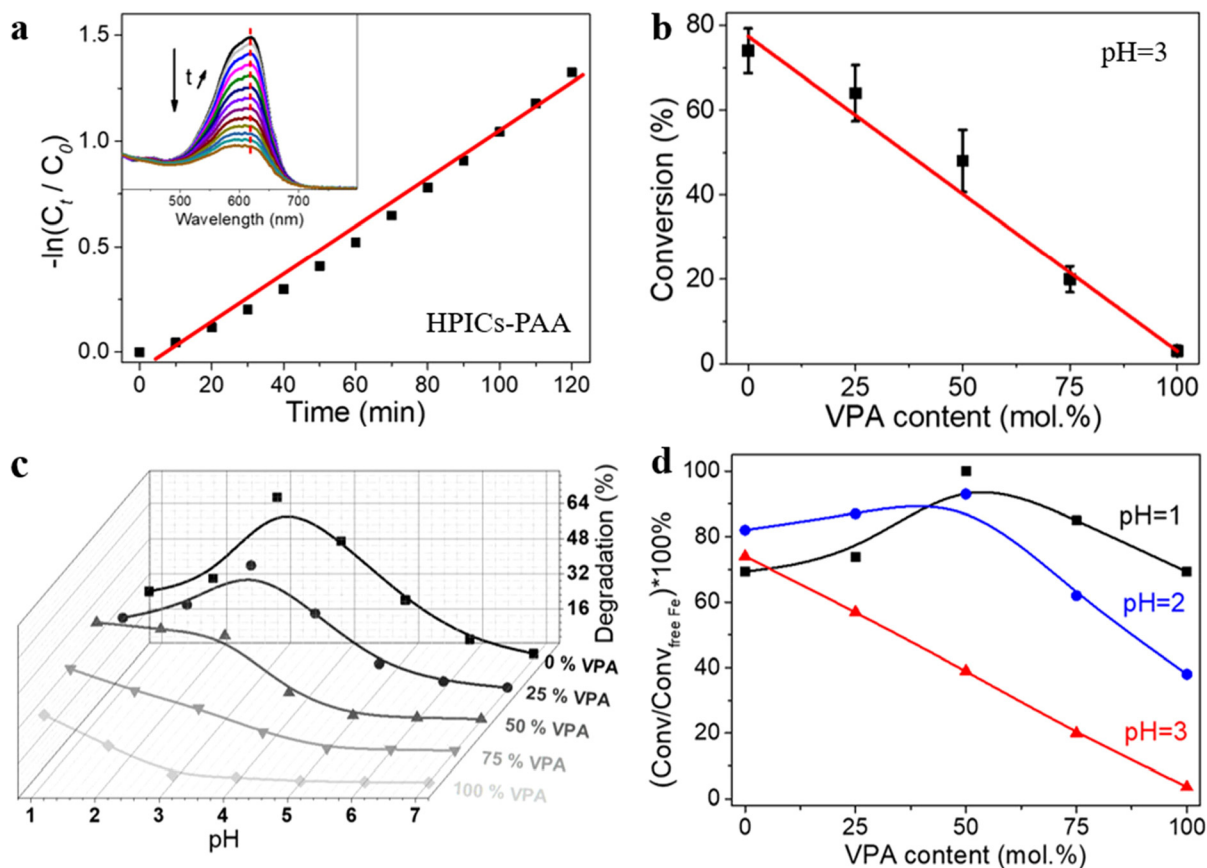 a
1.5
1.0
0.5
0.0
-ln(Ct / C0)
t
500 600 700
Wavelength (nm)
HPICs-PAA
0 20 40 60 80 100 120
Time (min)
b
80
60
40
20
0
Conversion (%)
pH=3
0 25 50 75 100
VPA content (mol.%)
c
64
48
32
16
Degradation (%)
0 % VPA
25 % VPA
50 % VPA
75 % VPA
100 % VPA
1 2 3 4 5 6 7
pH
d
100
80
60
40
20
0
(Conv/Conv free Fe)*100%
pH=1
pH=2
pH=3
0 25 50 75 100
VPA content (mol.%)